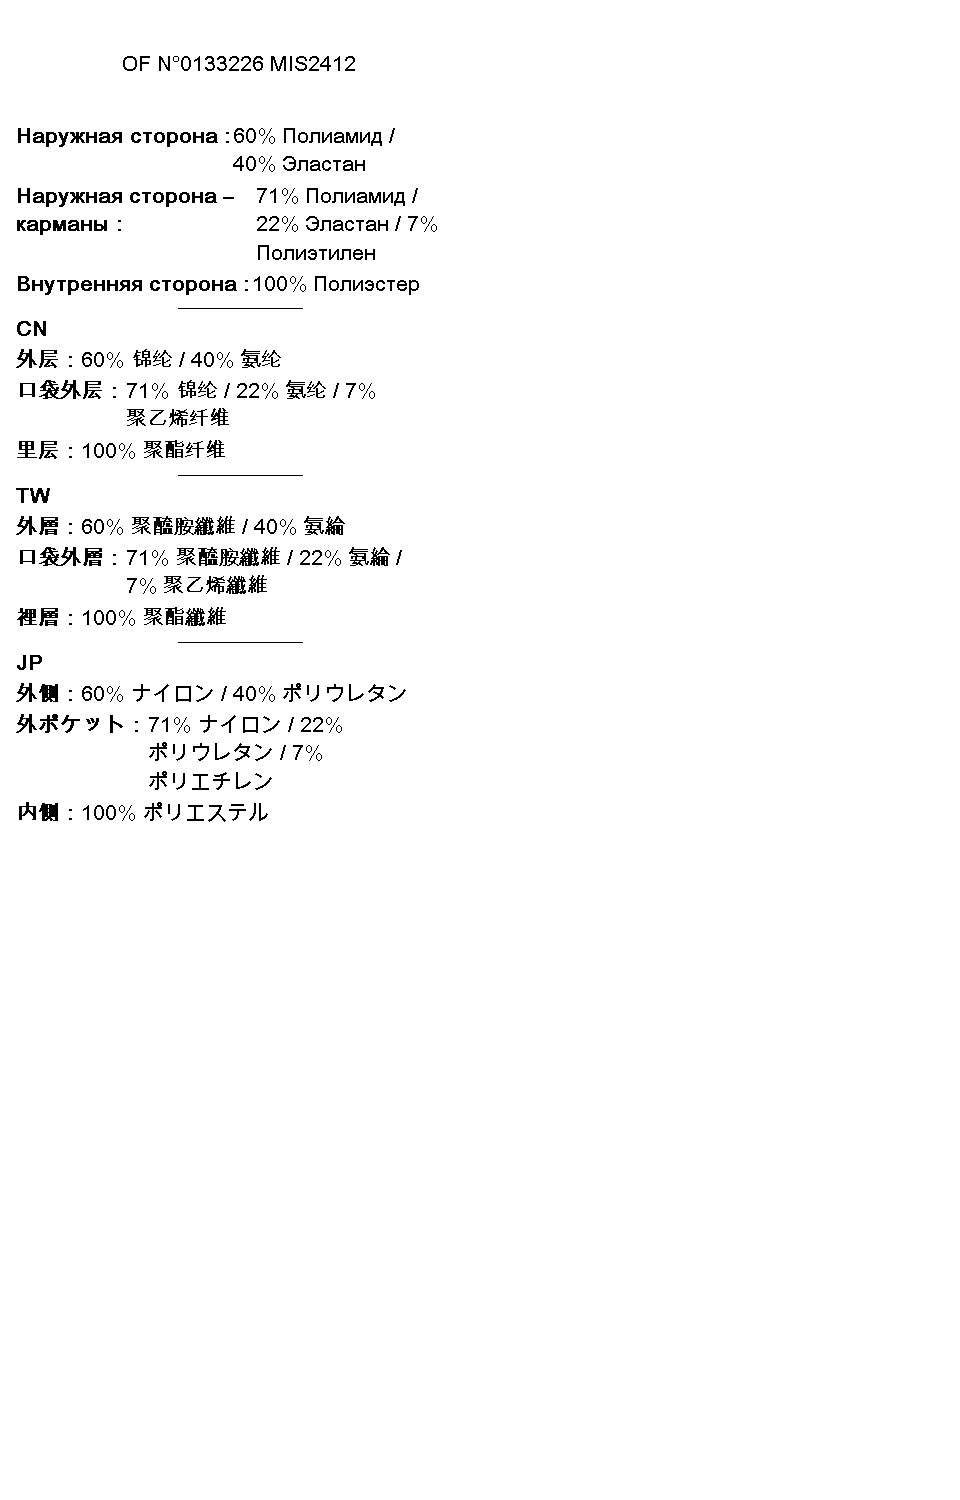 OF N°0133226 MIS2412
Наружная сторона : 60% Полиамид /
40% Эластан
Наружная сторона – 71% Полиамид /
карманы : 22% Эластан / 7%
Полиэтилен
Внутренняя сторона : 100% Полиэстер
CN
外层 : 60% 锦纶 / 40% 氨纶
口袋外层 : 71% 锦纶 / 22% 氨纶 / 7%
聚乙烯纤维
里层 : 100% 聚酯纤维
TW
外層 : 60% 聚醯胺纖維 / 40% 氨綸
口袋外層 : 71% 聚醯胺纖維 / 22% 氨綸 /
7% 聚乙烯纖維
裡層 : 100% 聚酯纖維
JP
外側 : 60% ナイロン / 40% ポリウレタン
外ポケット : 71% ナイロン / 22%
ポリウレタン / 7%
ポリエチレン
内側 : 100% ポリエステル